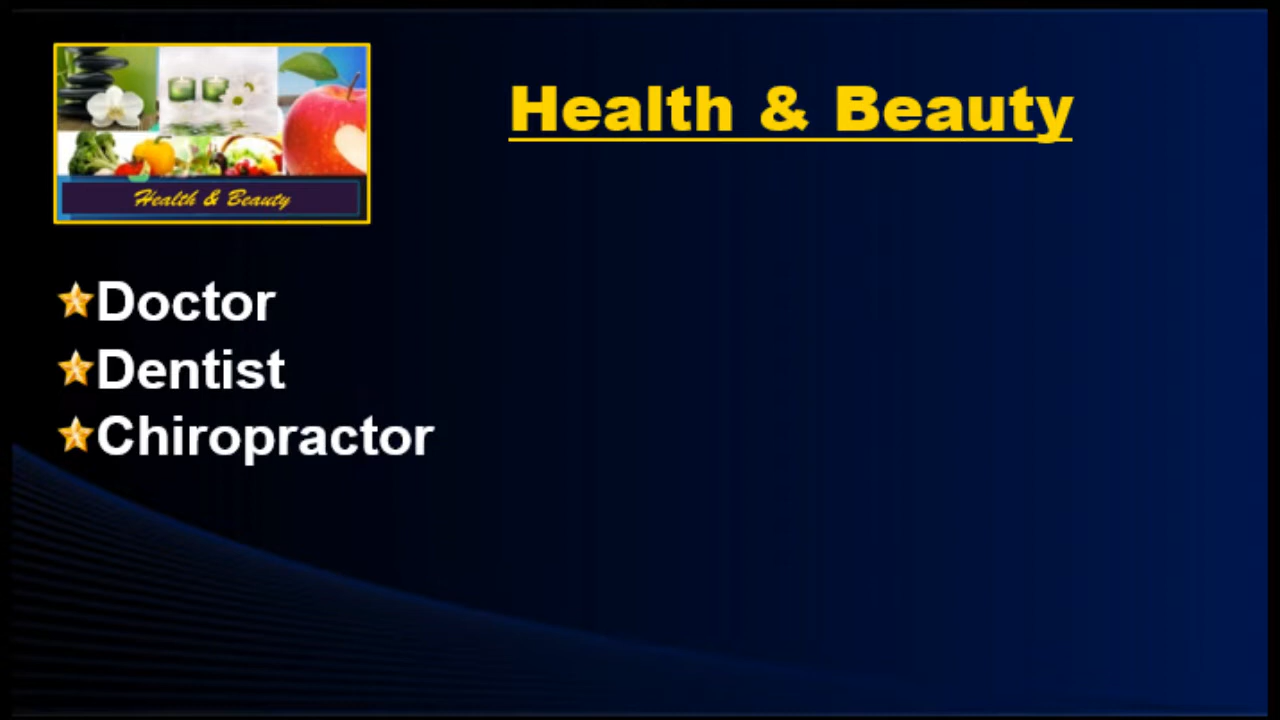 Health & Beauty
Health & Beauty
Doctor
Dentist
Chiropractor